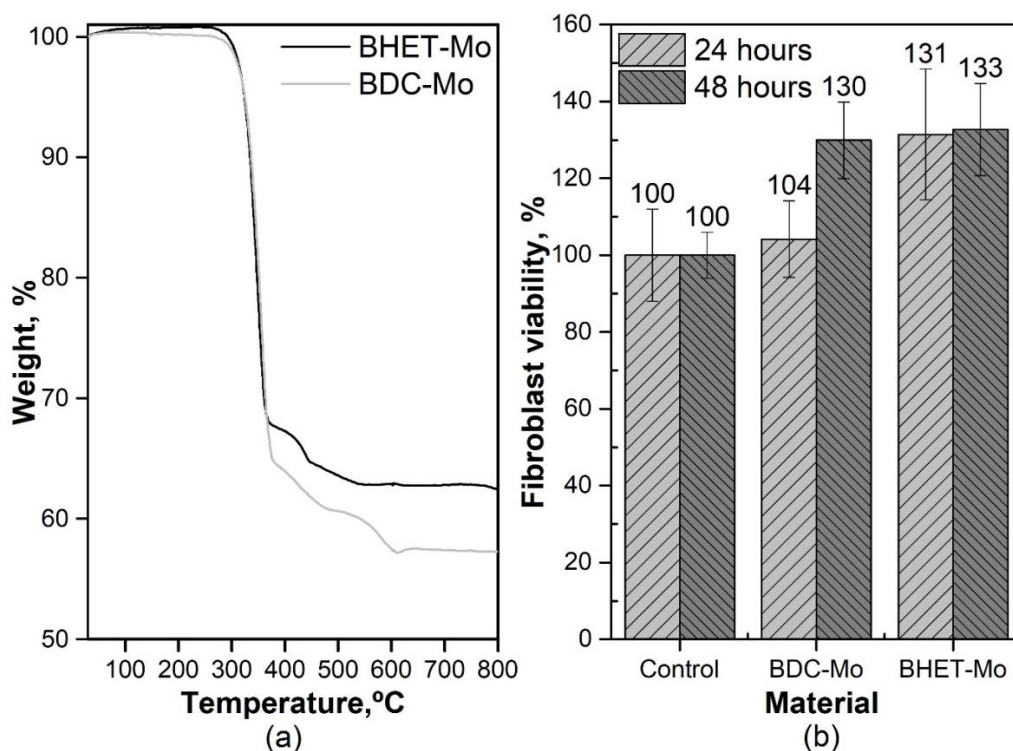 BHET-Mo
BDC-Mo
Weight, %
100
90
80
70
60
50
100 200 300 400 500 600 700 800
Temperature,ºC
(a)
24 hours
48 hours
Fibroblast viability, %
160
140
120
100
80
60
40
20
0
100
100
104
130
131
133
Control BDC-Mo BHET-Mo
Material
(b)